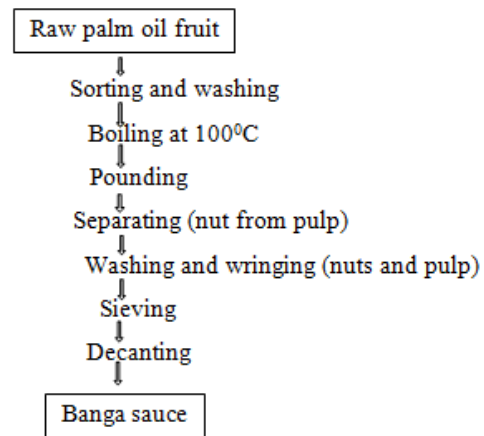 Raw palm oil fruit
Sorting and washing
Boiling at 100⁰C
Pounding
Separating (nut from pulp)
Washing and wringing (nuts and pulp)
Sieving
Decanting
Banga sauce